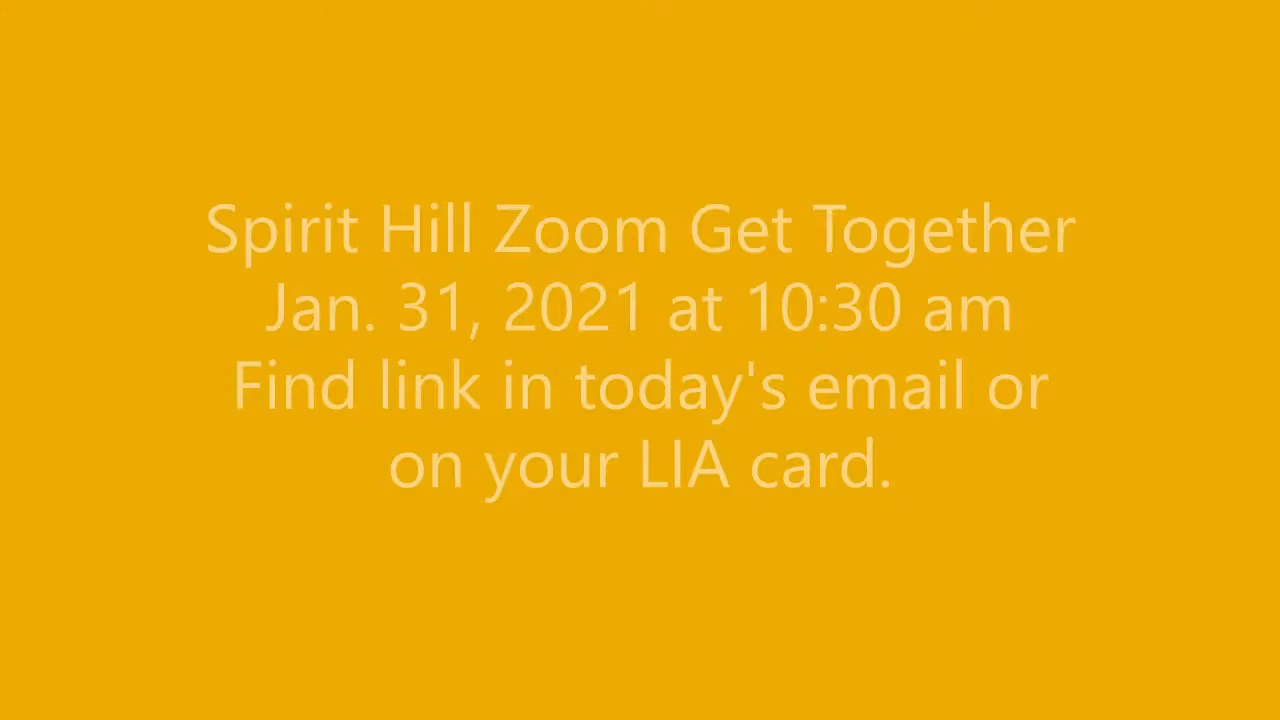 Spirit Hill Zoom Get Together
Jan. 31, 2021 at 10:30 am
Find link in today's email or
on your LIA card.